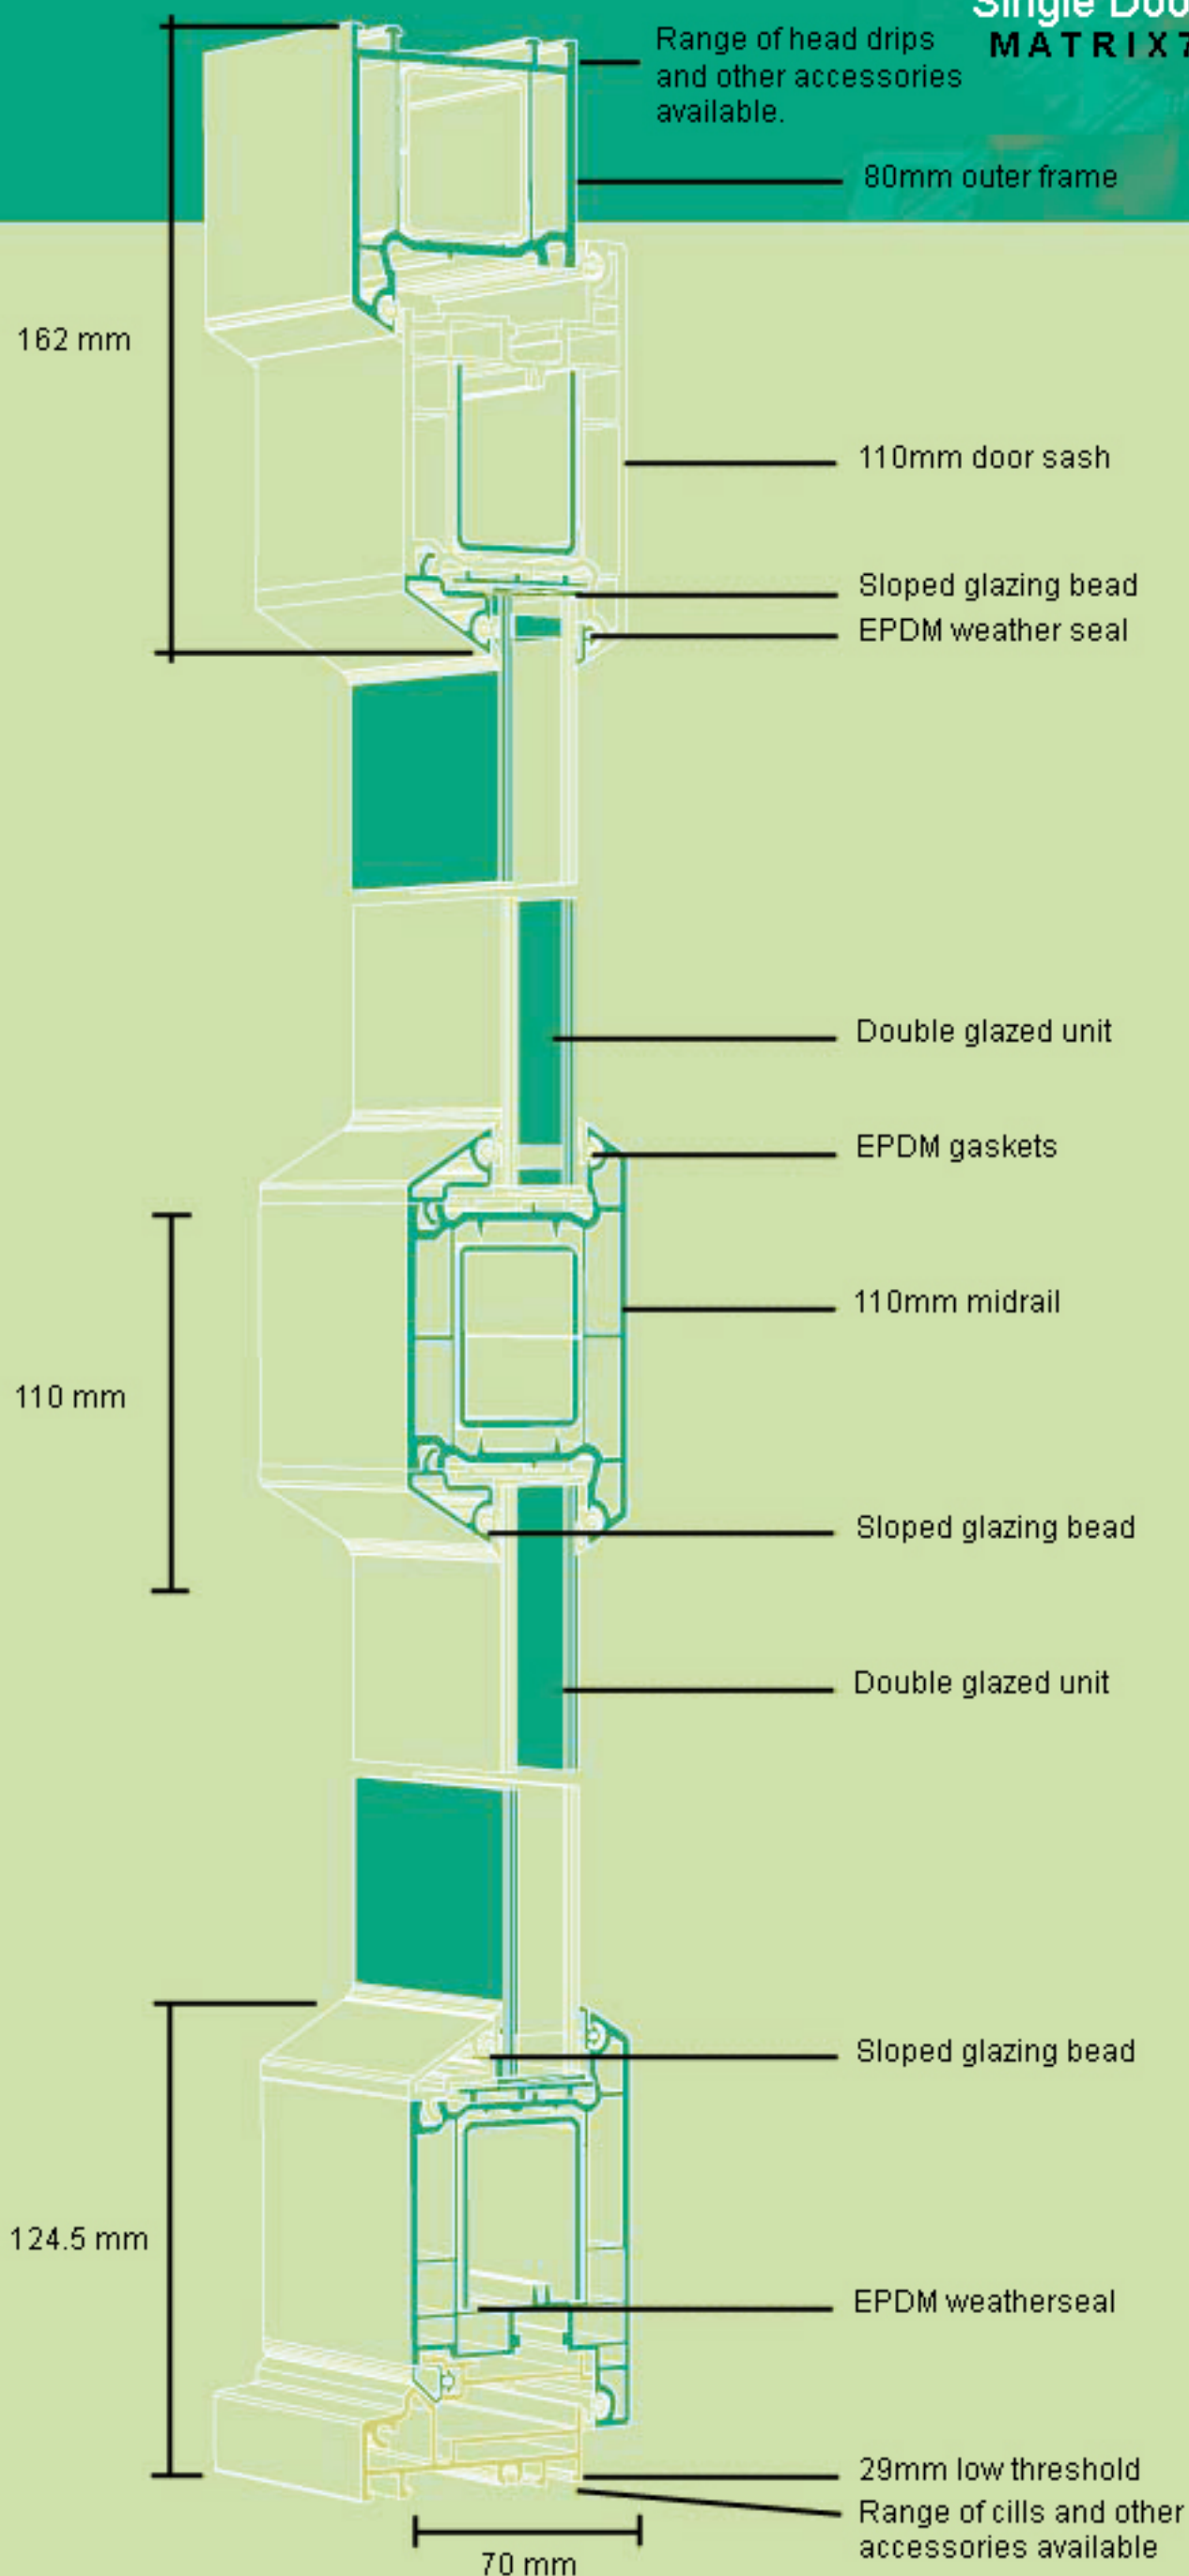 Single Doo
MATRIX7
Range of head drips
and other accessories
available.
80mm outer frame
162 mm
110mm door sash
Sloped glazing bead
EPDM weather seal
Double glazed unit
EPDM gaskets
110mm midrail
110 mm
Sloped glazing bead
Double glazed unit
Sloped glazing bead
124.5 mm
EPDM weatherseal
29mm low threshold
Range of cills and other
accessories available
70 mm